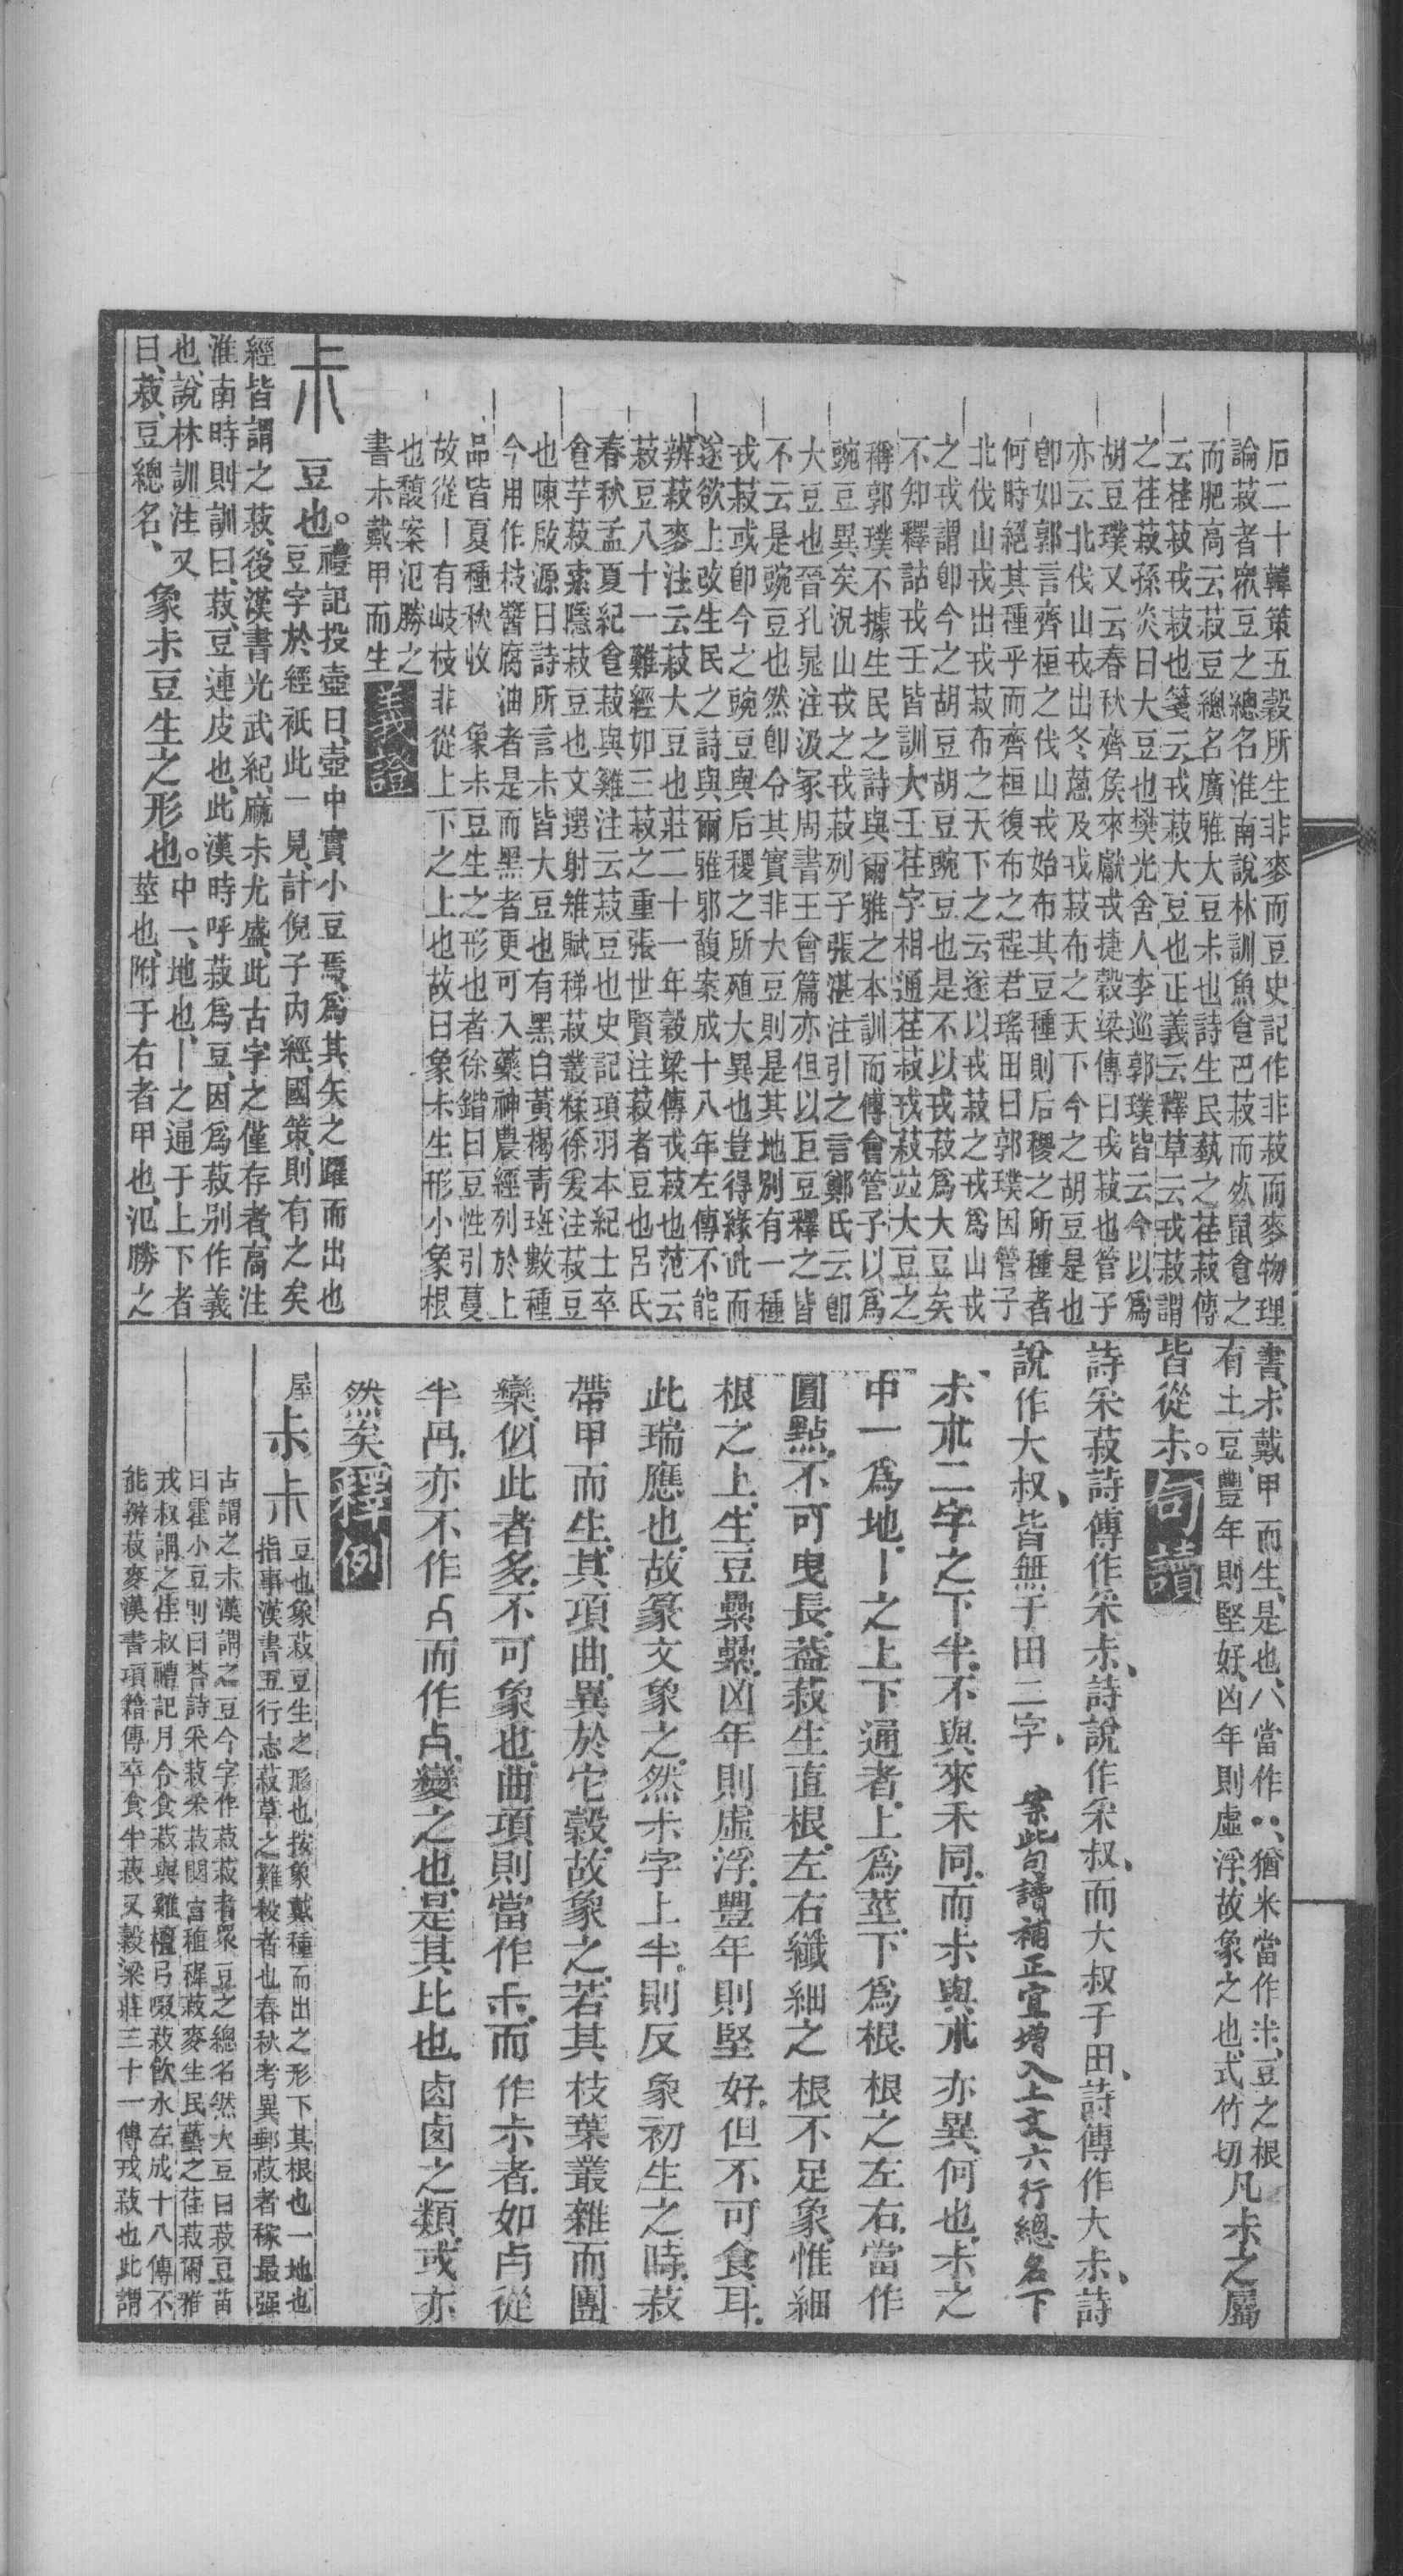 后二十韓策五穀所生非麥而豆史記作非菽而麥物理
論菽者眾豆之總名淮南說林訓魚食巴菽而死鼠食之
而肥高云菽豆總名廣雅大豆尗也詩生民蓺之荏菽傳
云荏菽戎菽也箋云戎菽大豆也正義云釋草云戎菽謂
之荏菽孫炎曰大豆也樊光舍人李巡郭璞皆云今以爲
胡豆璞又云春秋齊侯來獻戎捷穀梁傳曰戎菽也管子
亦云北伐山戎出冬蔥及戎菽布之天下今之胡豆是也
卽如郭言齊桓之伐山戎始布其豆種則后稷之所種者
何時絕其種乎而齊桓復布之程君瑤田曰郭璞因管子
北伐山戎出戎菽布之天下之云遂以戎菽之戎爲山戎
之戎謂卽今之胡豆胡豆豌豆也是不以戎菽爲大豆矣
不知釋詁戎壬皆訓大壬荏字相通荏菽戎菽竝大豆之
稱郭璞不據生民之詩與爾雅之本訓而傅會管子以爲
豌豆異矣況山戎之戎菽列子張湛注引之言鄭氏云卽
大豆也晉孔晁注汲冢周書王會篇亦但以巨豆釋之皆
不云是豌豆也然卽令其實非大豆則是其地別有一種
戎菽或卽今之豌豆與后稷之所殖大異也豈得緣此而
遂欲上改生民之詩與爾雅邪馥案成十八年左傳不能
辨菽麥注云菽大豆也莊二十一年穀梁傳戎菽也范云
菽豆八十一難經如三菽之重張世賢注菽者豆也呂氏
春秋孟夏紀食菽與雞注云菽豆也史記項羽本紀士卒
食芋菽索隱菽豆也文選射雉賦稊菽叢糅徐爰注菽豆
也陳啟源曰詩所言尗皆大豆也有黑白黃褐靑斑數種
今用作枝醬腐油者是而黑者更可入藥神農經列於上
品皆夏種秋收　象尗豆生之形也者徐鍇曰豆性引蔓
故從丨有岐枝非從上下之上也故曰象尗生形小象根
也馥案氾勝之
書尗戴甲而生義證
尗　豆也。禮記投壺曰、壺中實小豆焉、爲其矢之躍而出也
豆字於經祇此一見、計倪子內經、國策、則有之矣
經皆謂之菽、後漢書光武紀、麻尗尤盛、此古字之僅存者、高注
淮南時則訓曰、菽、豆連皮也、此漢時呼菽爲豆、因爲菽別作義
也、說林訓注、又
曰、菽、豆總名、象尗豆生之形也。中一、地也、丨之通于上下者
莖也、附于右者甲也、氾勝之
書、尗戴甲而生、是也、八當作⺀、猶米當作米、豆之根
有土豆、豐年則堅好、凶年則虛浮、故象之也、式竹切凡尗之屬
皆從尗。句讀
詩采菽詩傳作采尗、詩說作采叔、而大叔于田、詩傳作大尗、詩
說作大叔、皆無于田二字、　案此句讀補正宜增入上文六行總名下
尗朮二字之下半、不與來禾同、而尗與朮亦異、何也、尗之
中一爲地、丨之上下通者、上爲莖、下爲根、根之左右、當作
圓點、不可曳長、葢菽生直根、左右纖細之根不足象、惟細
根之上、生豆纍纍、凶年則虛浮、豐年則堅好、但不可食耳、
此瑞應也、故篆文象之、然尗字上半、則反象初生之時、菽
帶甲而生、其項曲、異於它穀、故象之、若其枝葉叢雜而團
欒、似此者多、不可象也、曲項則當作尗、而作尗者、如卢從
半冎、亦不作卢而作占、變之也、是其比也、卤囱之類、或亦
然矣、釋例
屋尗尗豆也象菽豆生之形也按象戴種而出之形下其根也一地也
指事漢書五行志菽草之難殺者也春秋考異郵菽者稼最强
古謂之尗漢謂之豆今字作菽菽者眾豆之總名然大豆曰菽豆苗
曰霍小豆則曰荅詩采菽采菽閟宮稙穉菽麥生民蓺之荏菽爾雅
戎叔謂之荏叔禮記月令食菽與雞檀弓啜菽飲水左成十八傳不
能辨菽麥漢書項籍傳卒食半菽又穀梁莊三十一傳戎菽也此謂